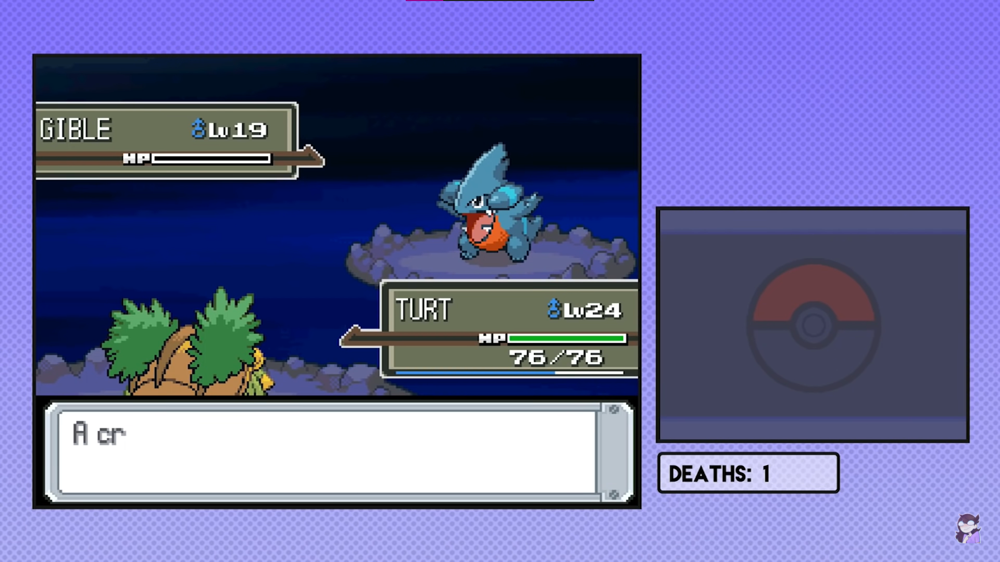 GIBLE ♂Lv19
HP
TURT ♂Lv24
HP
76/76
A cr
DEATHS: 1